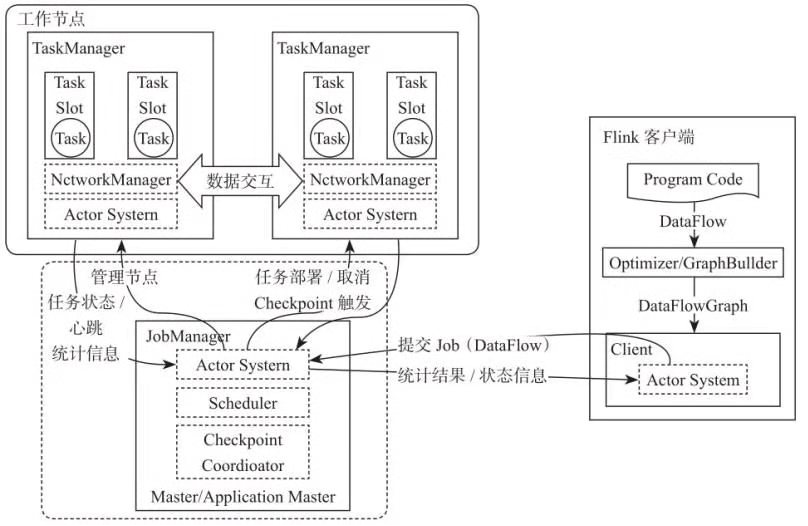 工作节点
TaskManager
Task
Slot
Task
Task
Slot
Task
NctworkManager
Actor Systern
数据交互
TaskManager
Task
Slot
Task
Task
Slot
Task
NctworkManager
Actor Systern
管理节点
任务状态 /
心跳
统计信息
任务部署 / 取消
Checkpoint 触发
JobManager
Actor Systern
Scheduler
Checkpoint
Coordioator
Master/Application Master
提交 Job（DataFlow）
统计结果 / 状态信息
Flink 客户端
Program Code
DataFlow
Optimizer/GraphBullder
DataFlowGraph
Client
Actor System